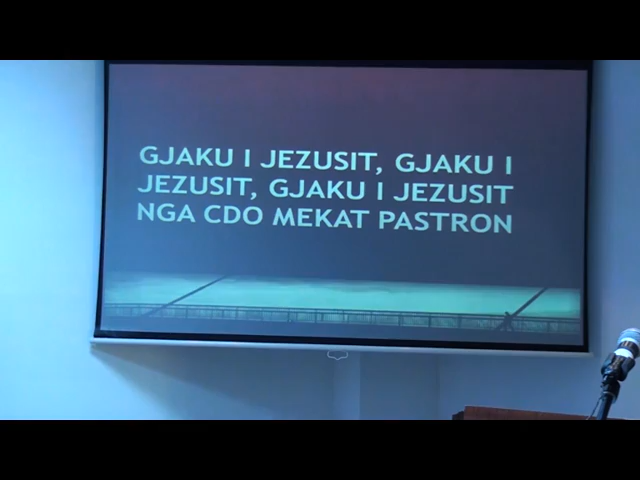 GJAKU I JEZUSIT, GJAKU I
JEZUSIT, GJAKU I JEZUSIT
NGA CDO MEKAT PASTRON